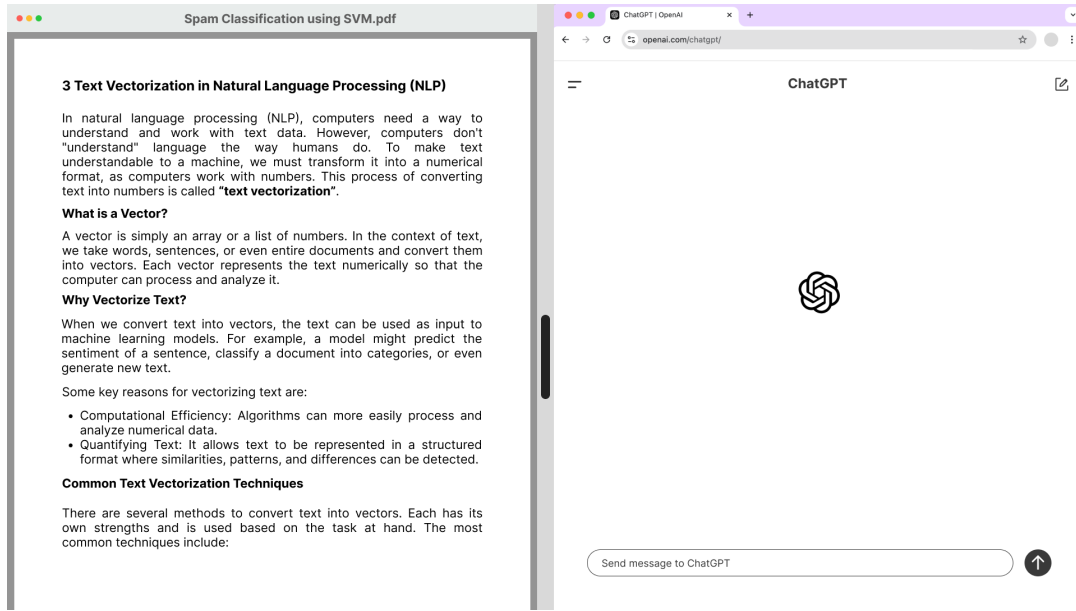 Spam Classification using SVM.pdf
3 Text Vectorization in Natural Language Processing (NLP)
In natural language processing (NLP), computers need a way to
understand and work with text data. However, computers don't
"understand" language the way humans do. To make text
understandable to a machine, we must transform it into a numerical
format, as computers work with numbers. This process of converting
text into numbers is called “text vectorization”.
What is a Vector?
A vector is simply an array or a list of numbers. In the context of text,
we take words, sentences, or even entire documents and convert them
into vectors. Each vector represents the text numerically so that the
computer can process and analyze it.
Why Vectorize Text?
When we convert text into vectors, the text can be used as input to
machine learning models. For example, a model might predict the
sentiment of a sentence, classify a document into categories, or even
generate new text.
Some key reasons for vectorizing text are:
• Computational Efficiency: Algorithms can more easily process and
analyze numerical data.
• Quantifying Text: It allows text to be represented in a structured
format where similarities, patterns, and differences can be detected.
Common Text Vectorization Techniques
There are several methods to convert text into vectors. Each has its
own strengths and is used based on the task at hand. The most
common techniques include:
ChatGPT | OpenAI
openai.com/chatgpt/
ChatGPT
Send message to ChatGPT